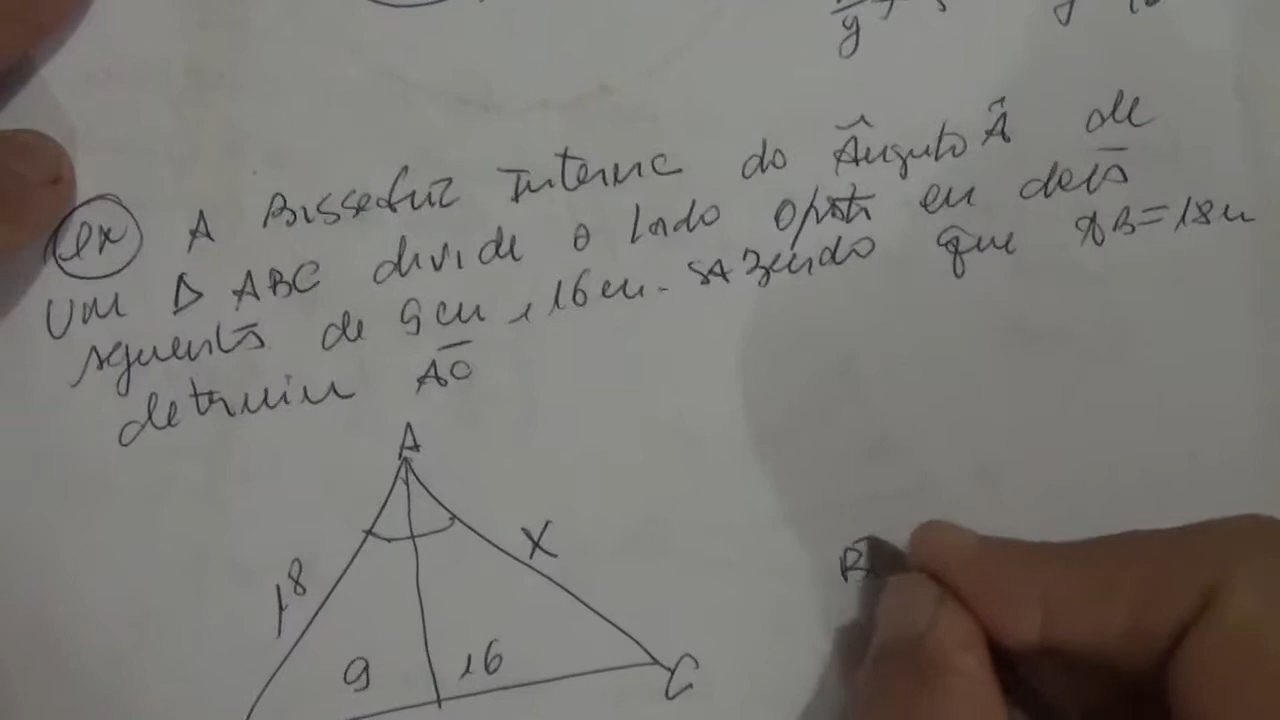 ex A Bissetriz Interna do Ângulo Â de
UM Δ ABC divide o lado oposto em dois
segmentos de 9cm, 16cm. SABendo que AB=18cm
determin AC
A
18
X
9
16
C